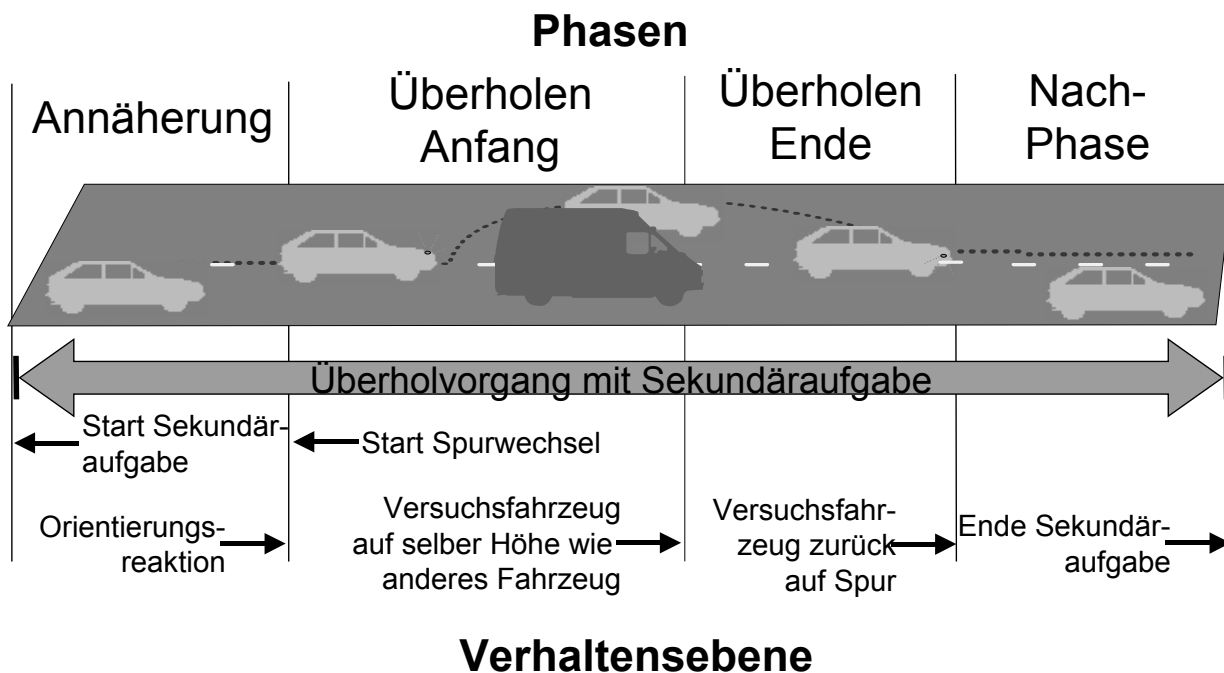 Phasen
Annäherung
Überholen
Anfang
Überholen
Ende
Nach-
Phase
Überholvorgang mit Sekundäraufgabe
Start Sekundär-
aufgabe
Start Spurwechsel
Orientierungs-
reaktion
Versuchsfahrzeug
auf selber Höhe wie
anderes Fahrzeug
Versuchsfahr-
zeug zurück
auf Spur
Ende Sekundär-
aufgabe
Verhaltensebene